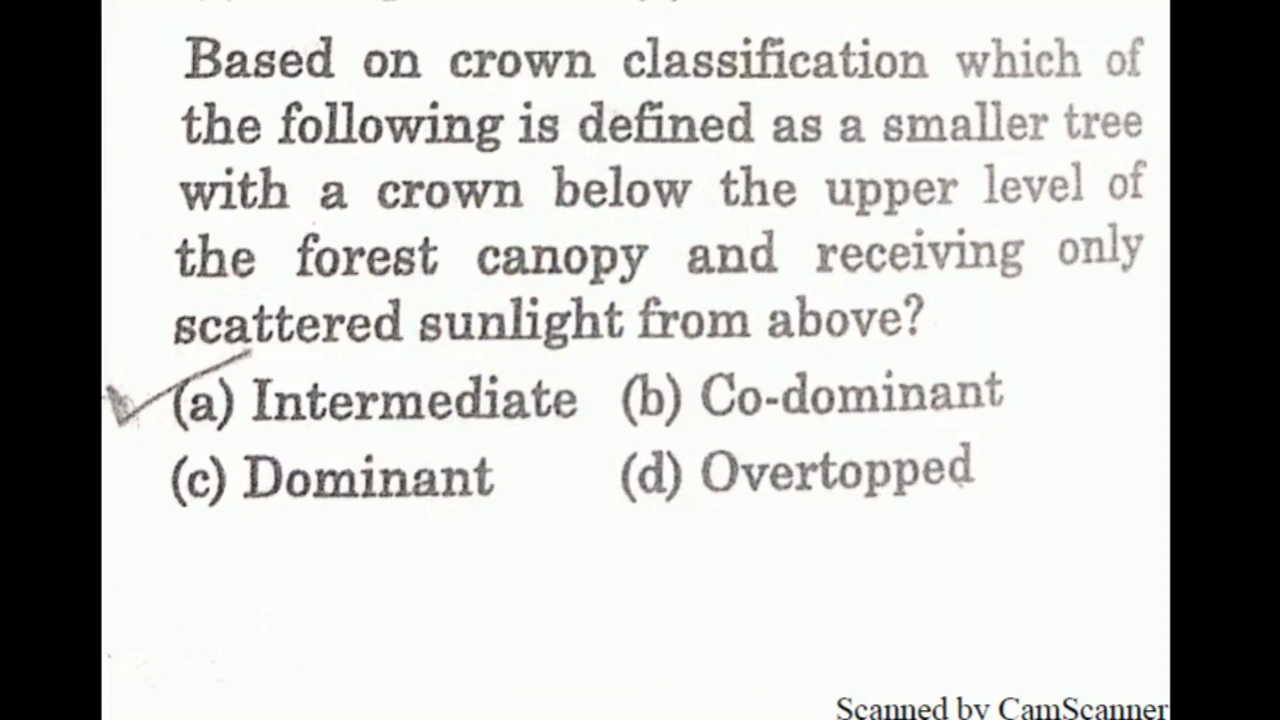 Based on crown classification which of
the following is defined as a smaller tree
with a crown below the upper level of
the forest canopy and receiving only
scattered sunlight from above?
(a) Intermediate (b) Co-dominant
(c) Dominant (d) Overtopped
Scanned by CamScanner